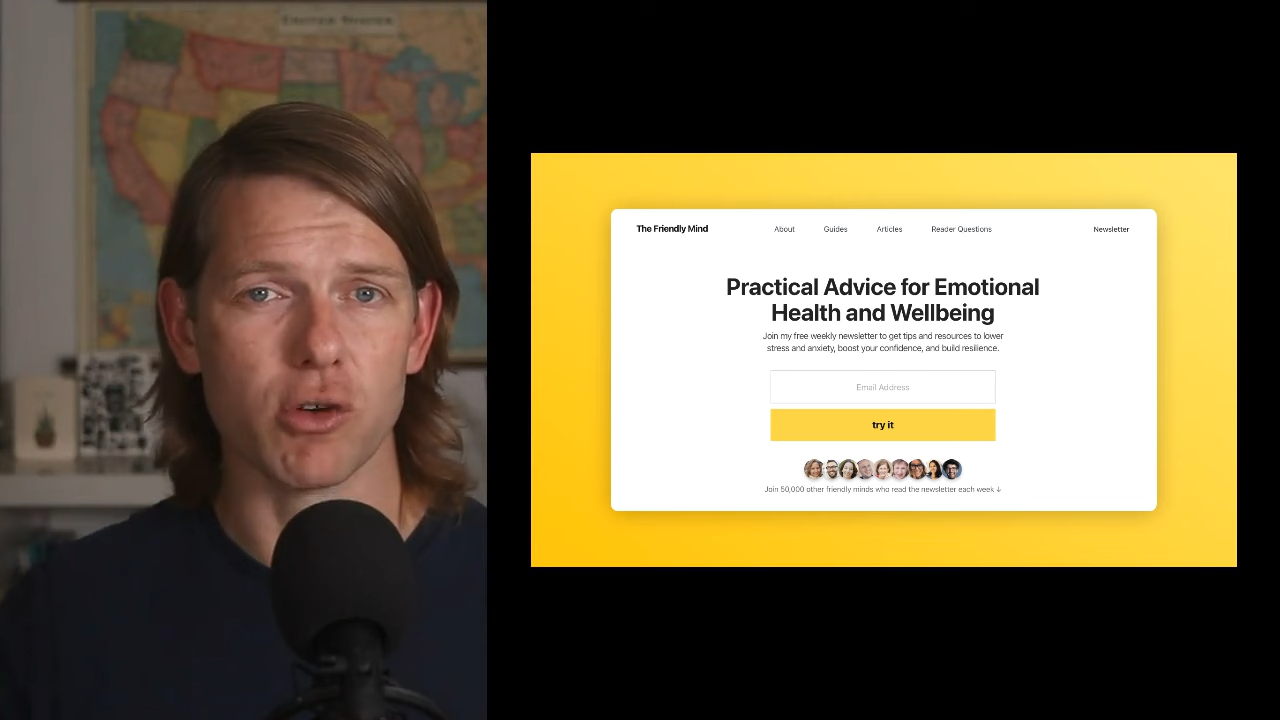 United States
The Friendly Mind
About
Guides
Articles
Reader Questions
Newsletter
Practical Advice for Emotional
Health and Wellbeing
Join my free weekly newsletter to get tips and resources to lower
stress and anxiety, boost your confidence, and build resilience.
Email Address
try it
Join 50,000 other friendly minds who read the newsletter each week ↓